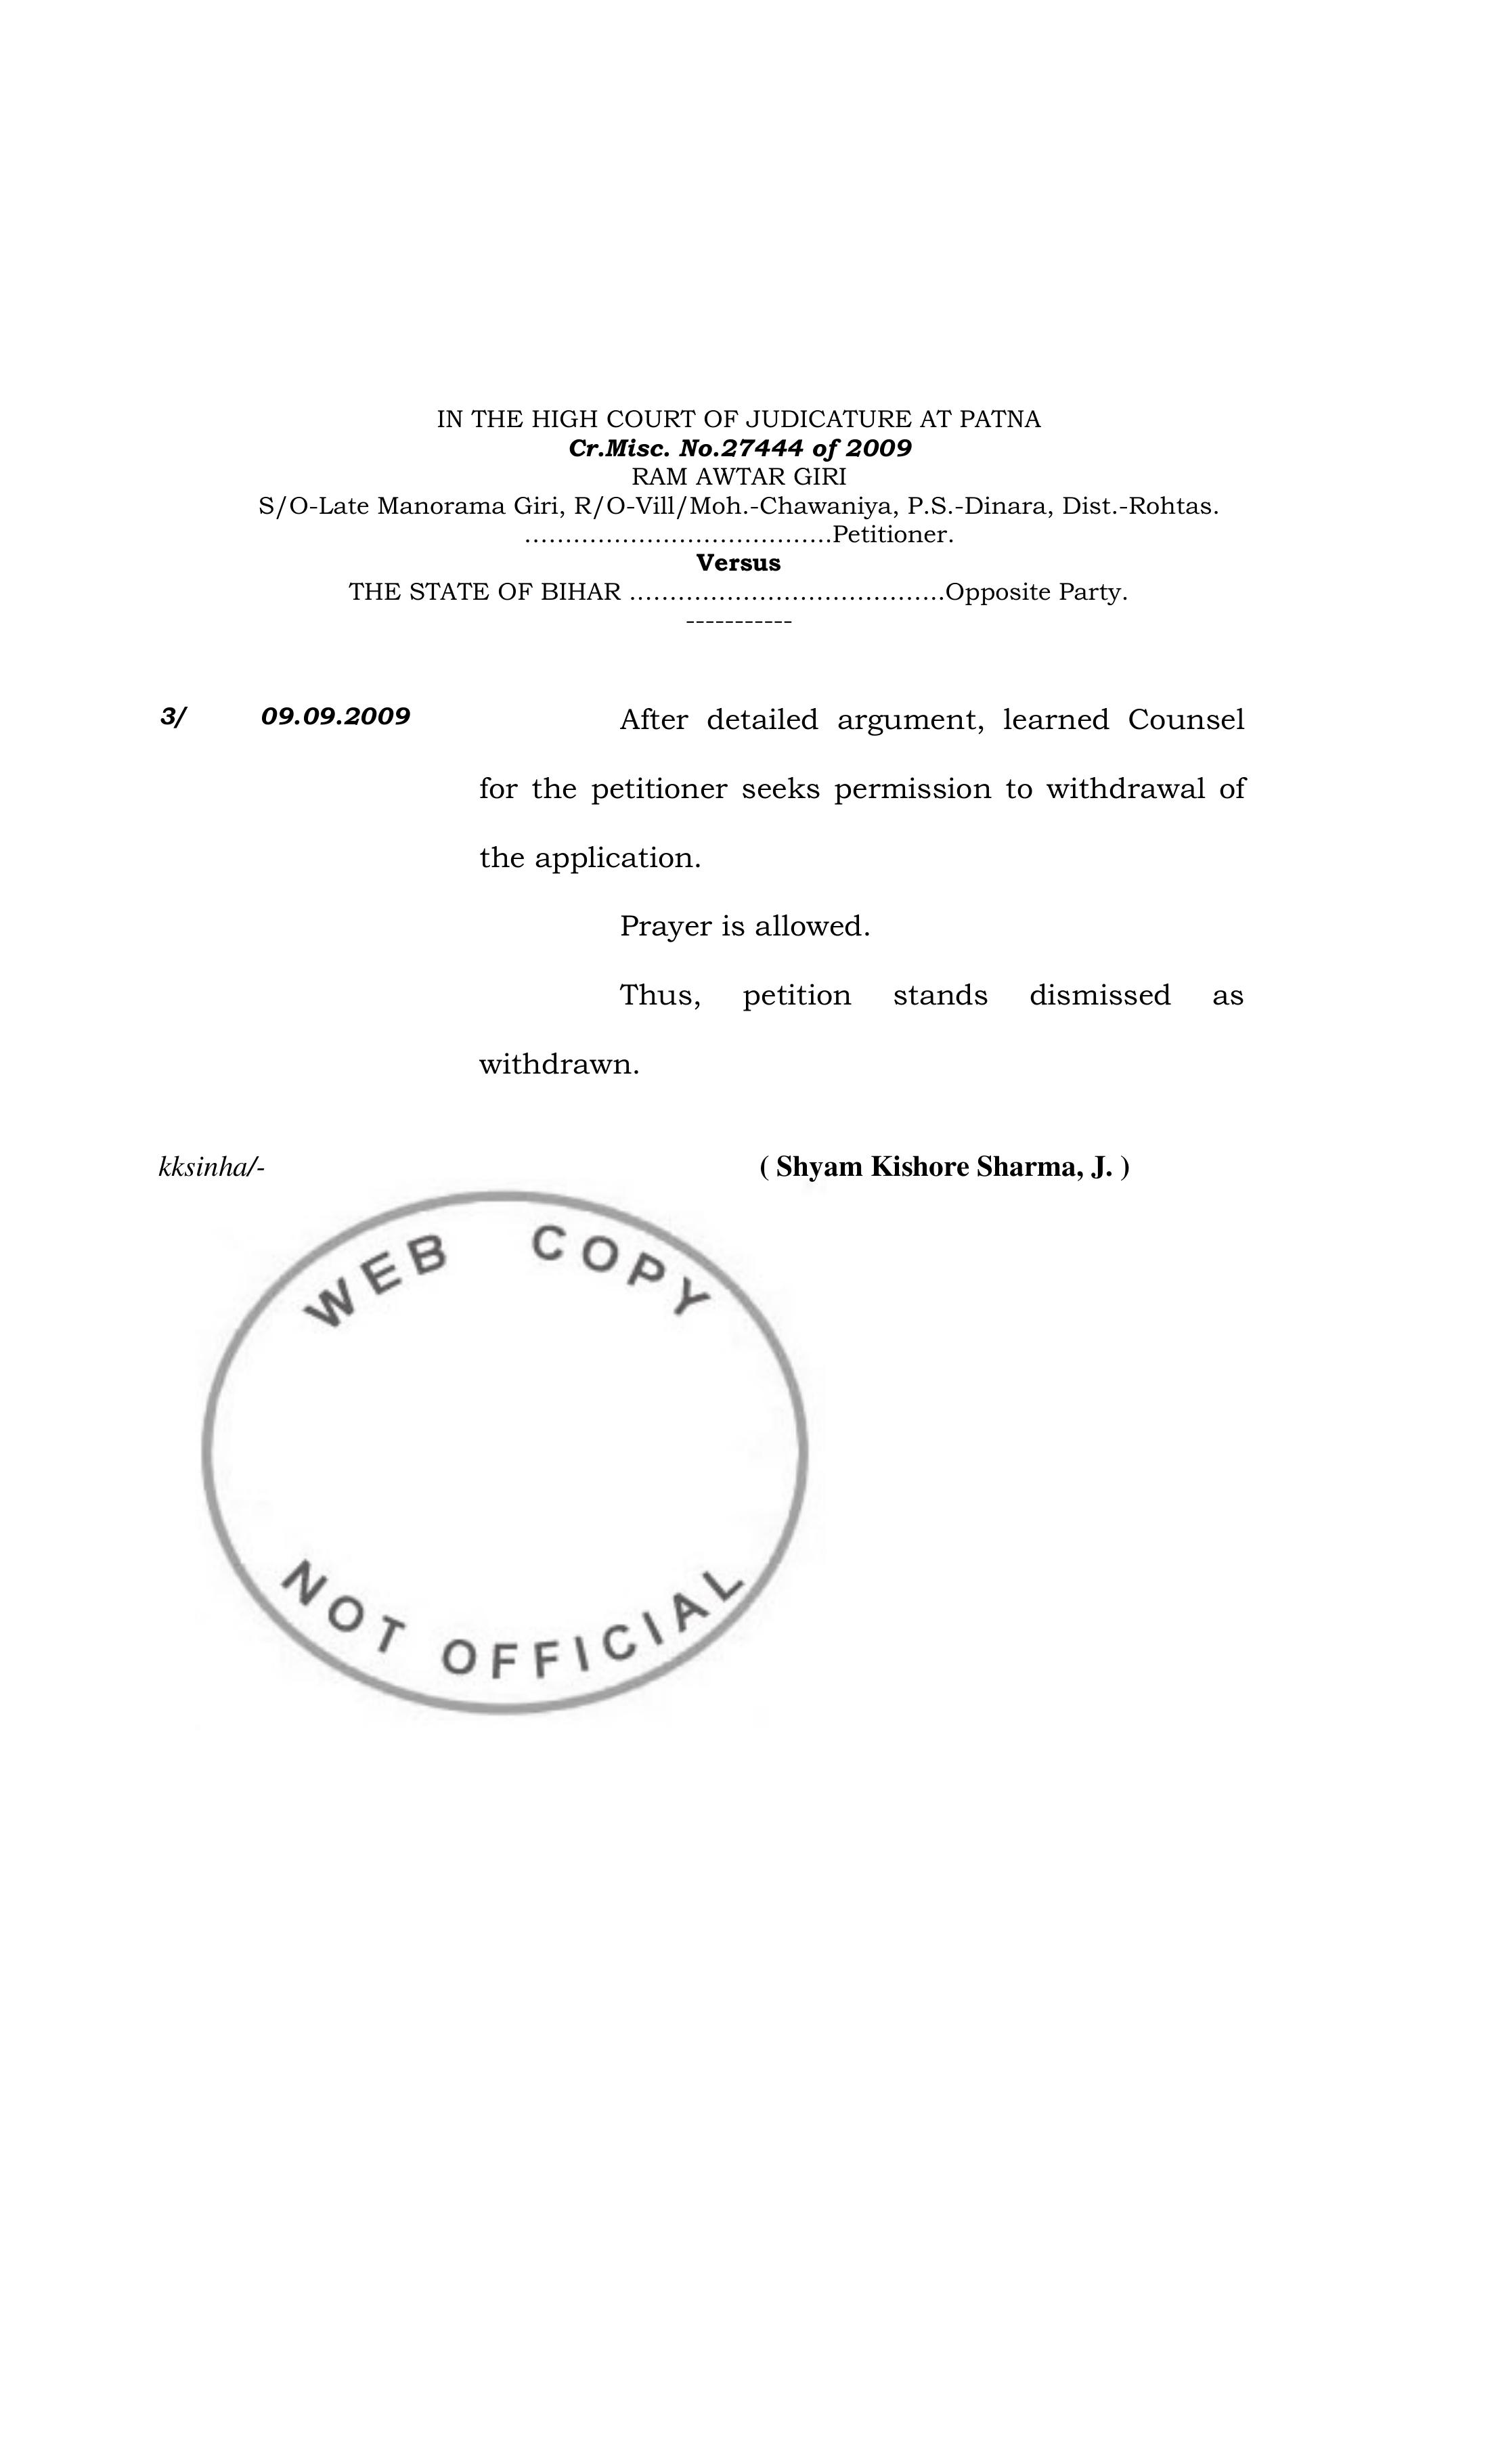 IN THE HIGH COURT OF JUDICATURE AT PATNA
Cr.Misc. No.27444 of 2009
RAM AWTAR GIRI
S/O-Late Manorama Giri, R/O-Vill/Moh.-Chawaniya, P.S.-Dinara, Dist.-Rohtas.
......................................Petitioner.
Versus
THE STATE OF BIHAR .......................................Opposite Party.
-----------
3/ 09.09.2009 After detailed argument, learned Counsel
for the petitioner seeks permission to withdrawal of
the application.
Prayer is allowed.
Thus, petition stands dismissed as
withdrawn.
kksinha/- ( Shyam Kishore Sharma, J. )
WEB COPY
NOT OFFICIAL